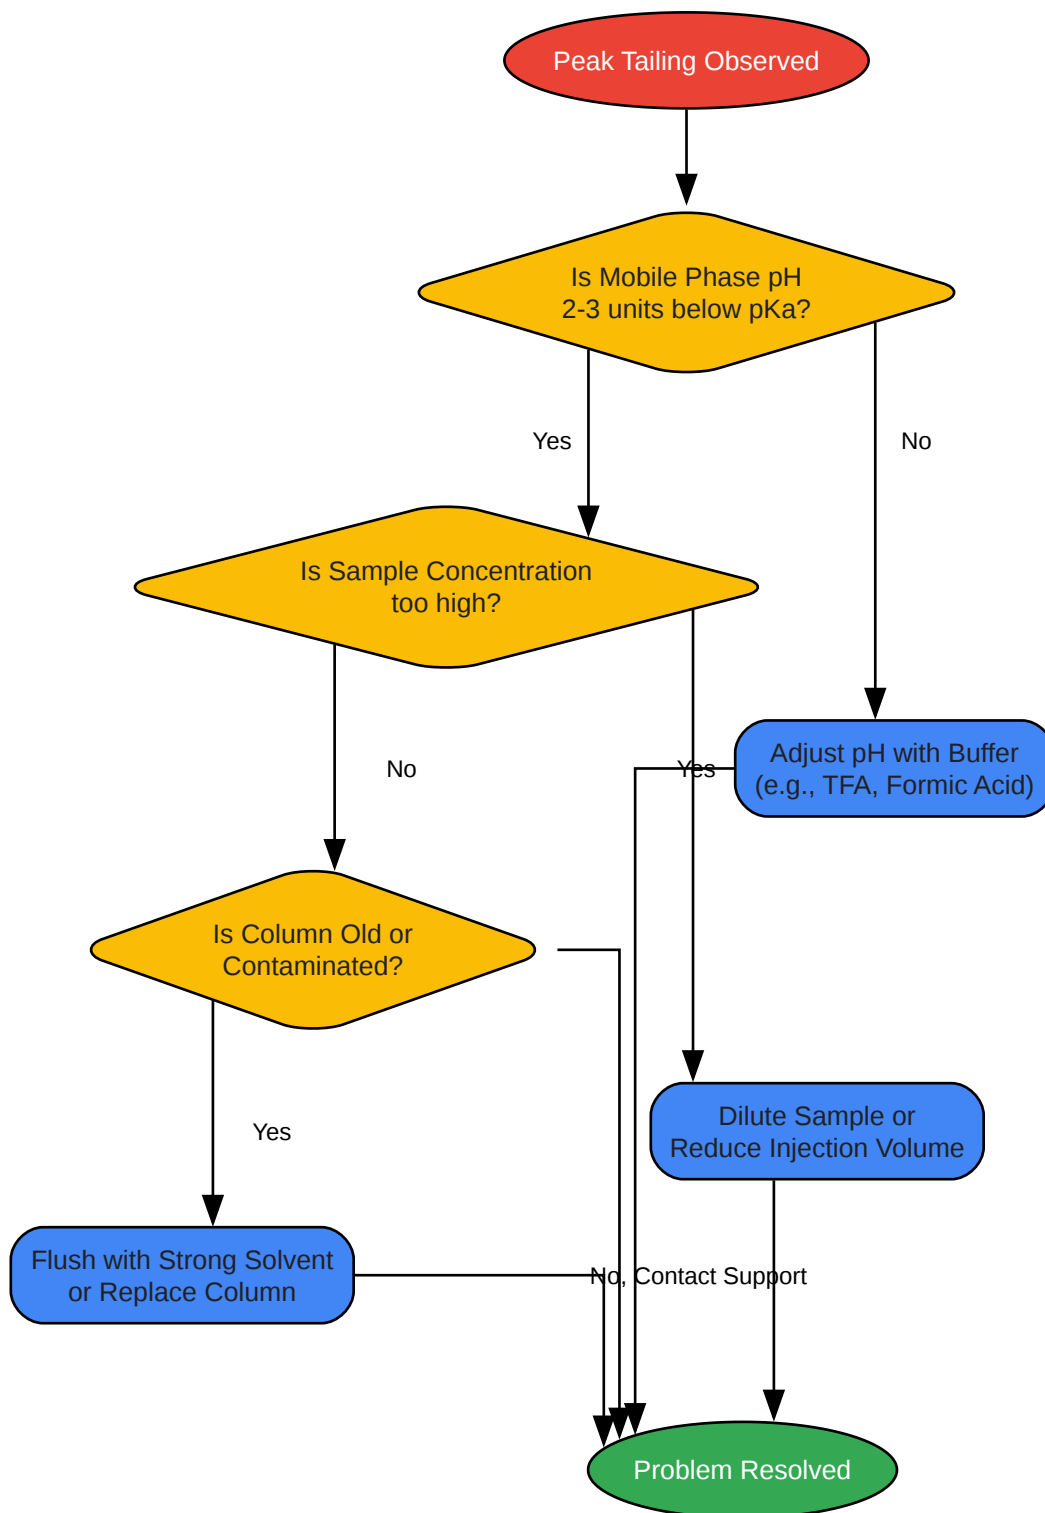 Peak Tailing Observed
Is Mobile Phase pH
2-3 units below pKa?
Yes
No
Is Sample Concentration
too high?
No
Yes
Adjust pH with Buffer
(e.g., TFA, Formic Acid)
Is Column Old or
Contaminated?
Yes
Dilute Sample or
Reduce Injection Volume
Flush with Strong Solvent
or Replace Column
No, Contact Support
Problem Resolved